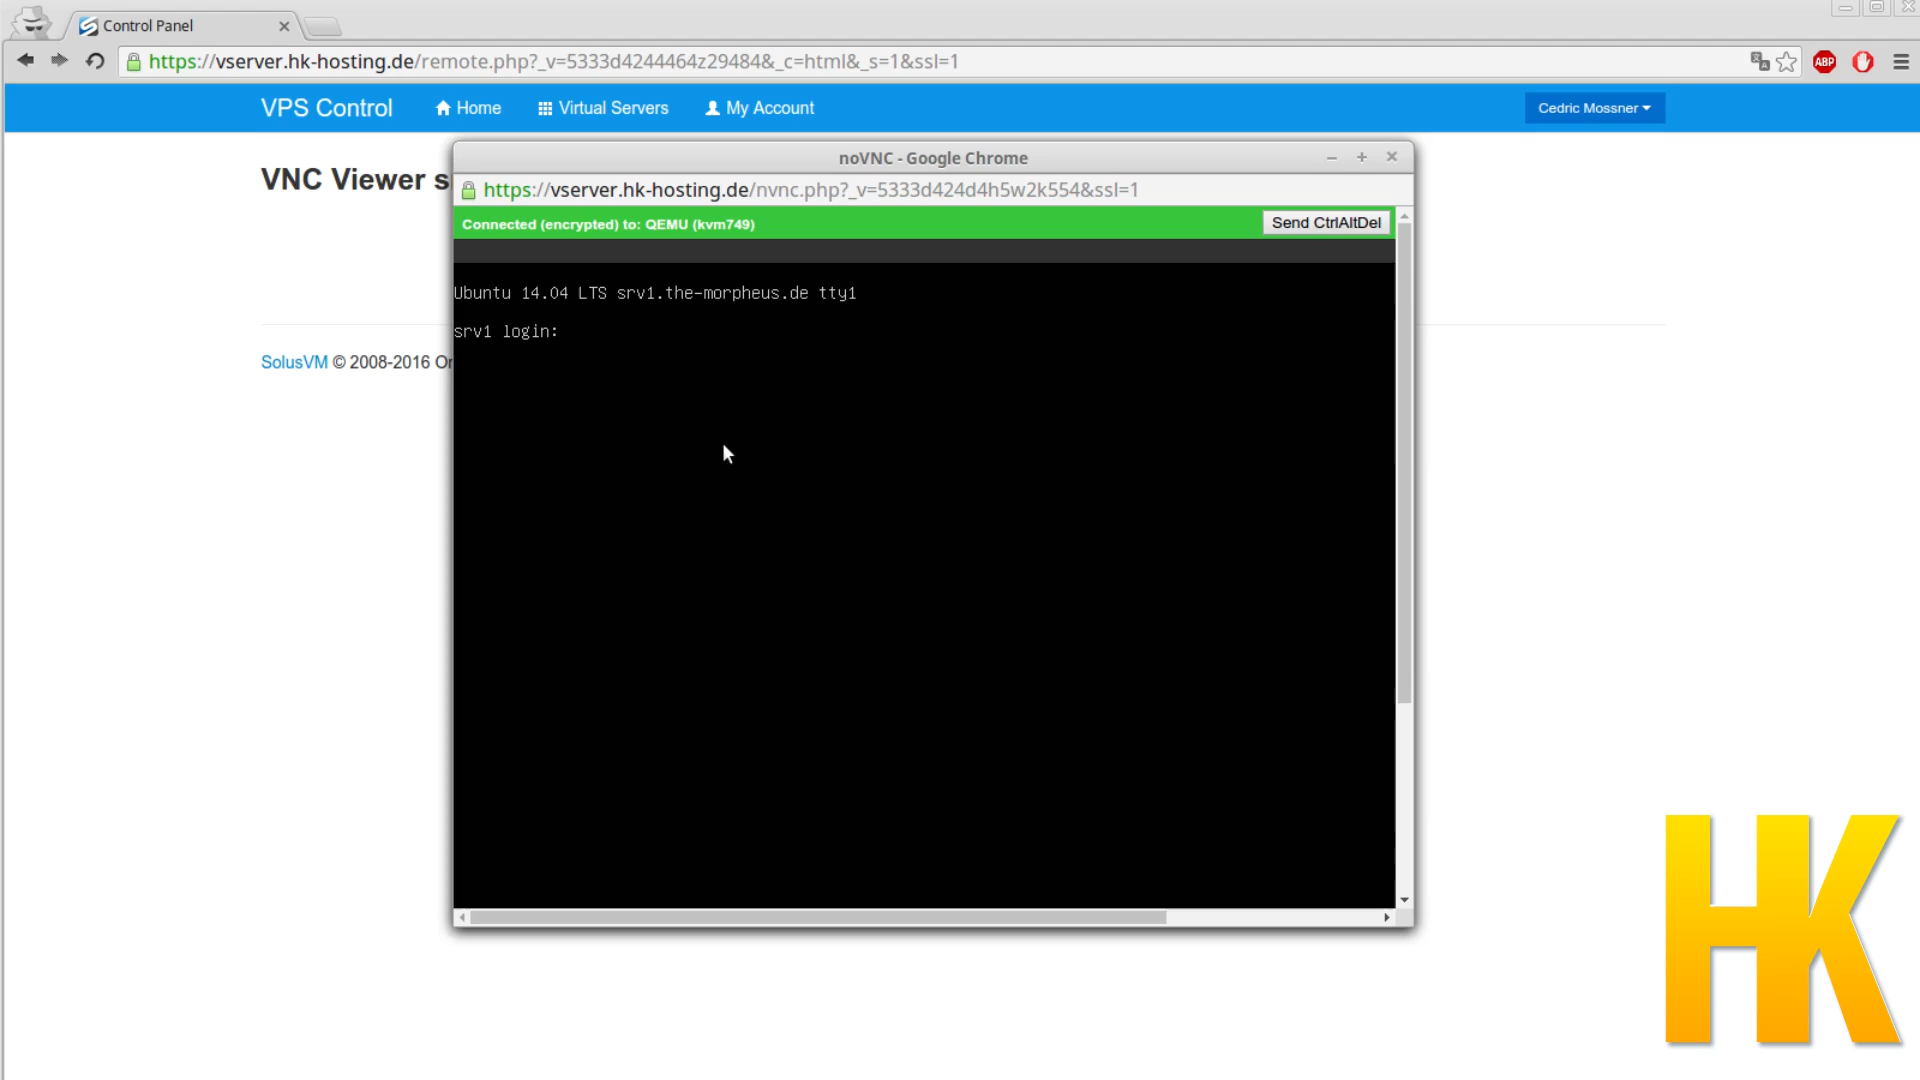 Control Panel
https://vserver.hk-hosting.de/remote.php?_v=5333d4244464z29484&_c=html&_s=1&ssl=1
ABP
VPS Control Home Virtual Servers My Account Cedric Mossner
noVNC - Google Chrome
VNC Viewer s
https://vserver.hk-hosting.de/nvnc.php?_v=5333d424d4h5w2k554&ssl=1
Connected (encrypted) to: QEMU (kvm749) Send CtrlAltDel
Ubuntu 14.04 LTS srv1.the-morpheus.de tty1
srv1 login:
SolusVM © 2008-2016 On
HK